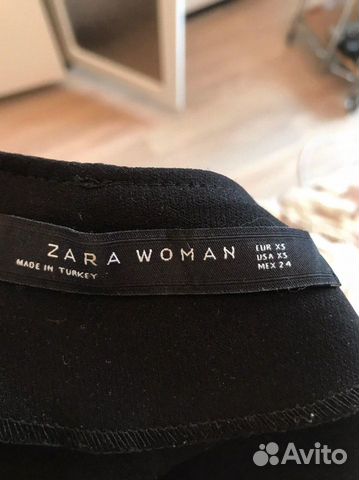 ZARA WOMAN
MADE IN TURKEY
EUR XS
USA XS
MEX 24
Avito